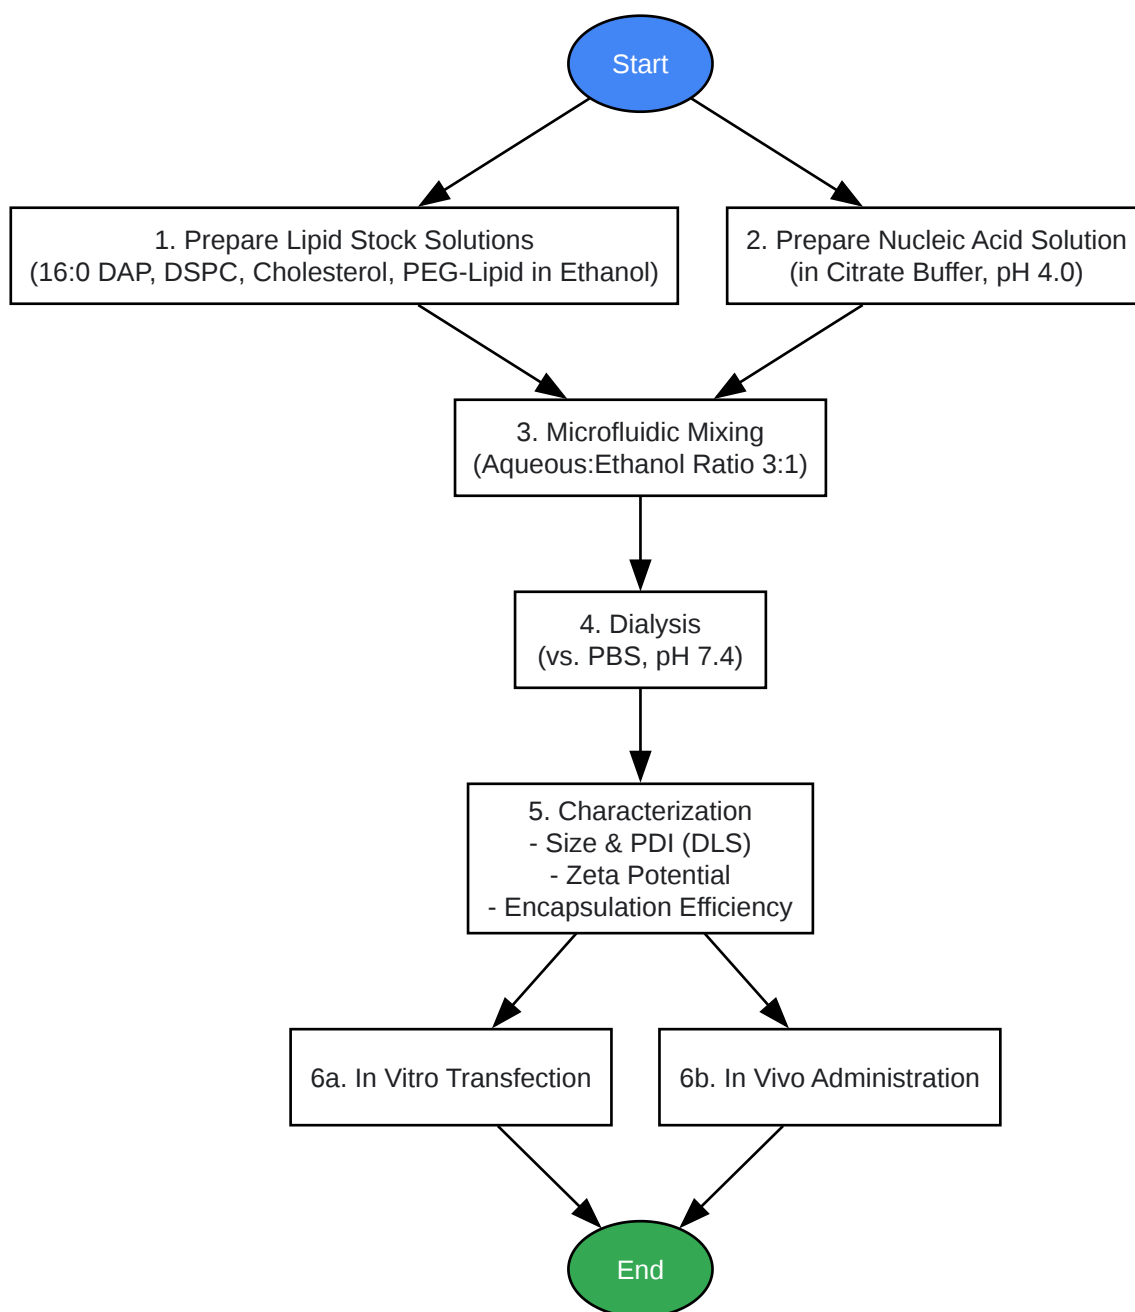 Start
1. Prepare Lipid Stock Solutions
(16:0 DAP, DSPC, Cholesterol, PEG-Lipid in Ethanol)
2. Prepare Nucleic Acid Solution
(in Citrate Buffer, pH 4.0)
3. Microfluidic Mixing
(Aqueous:Ethanol Ratio 3:1)
4. Dialysis
(vs. PBS, pH 7.4)
5. Characterization
- Size & PDI (DLS)
- Zeta Potential
- Encapsulation Efficiency
6a. In Vitro Transfection
6b. In Vivo Administration
End